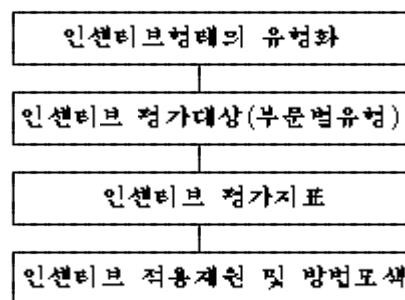 인센티브형태의 유형화
인센티브 평가대상(부문별유형)
인센티브 평가지표
인센티브 적용재원 및 방법모색